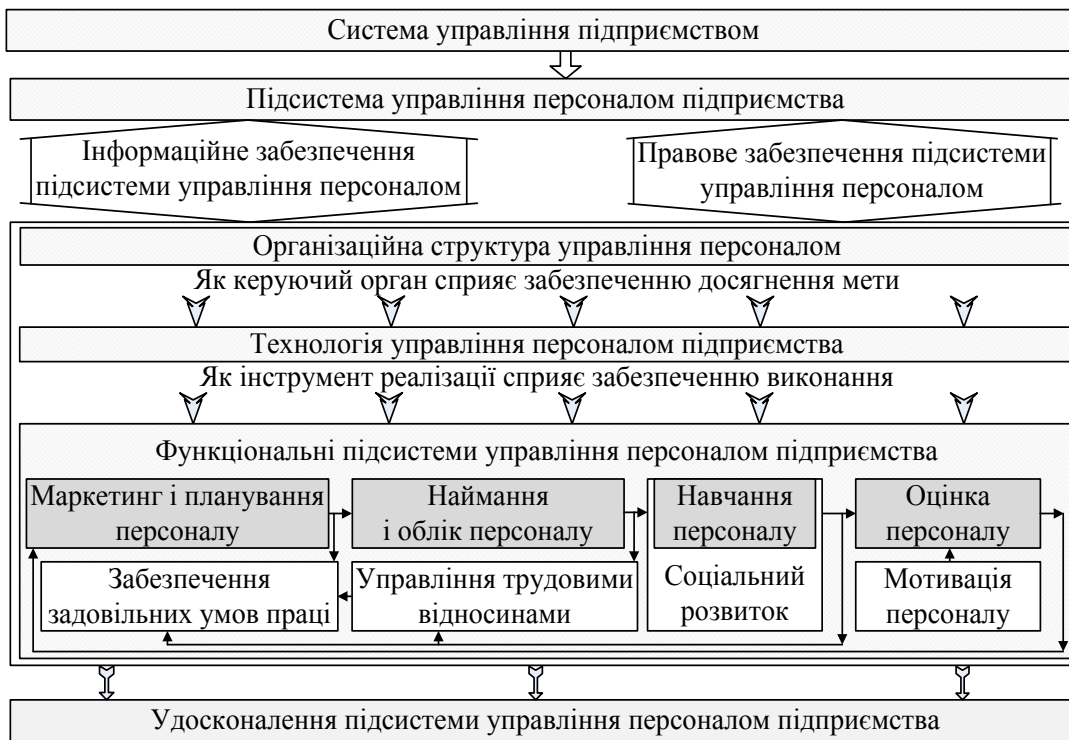 Система управління підприємством
Підсистема управління персоналом підприємства
Інформаційне забезпечення
підсистеми управління персоналом
Правове забезпечення підсистеми
управління персоналом
Організаційна структура управління персоналом
Як керуючий орган сприяє забезпеченню досягнення мети
Технологія управління персоналом підприємства
Як інструмент реалізації сприяє забезпеченню виконання
Функціональні підсистеми управління персоналом підприємства
Маркетинг і планування
персоналу
Наймання
і облік персоналу
Навчання
персоналу
Оцінка
персоналу
Забезпечення
задовільних умов праці
Управління трудовими
відносинами
Соціальний
розвиток
Мотивація
персоналу
Удосконалення підсистеми управління персоналом підприємства